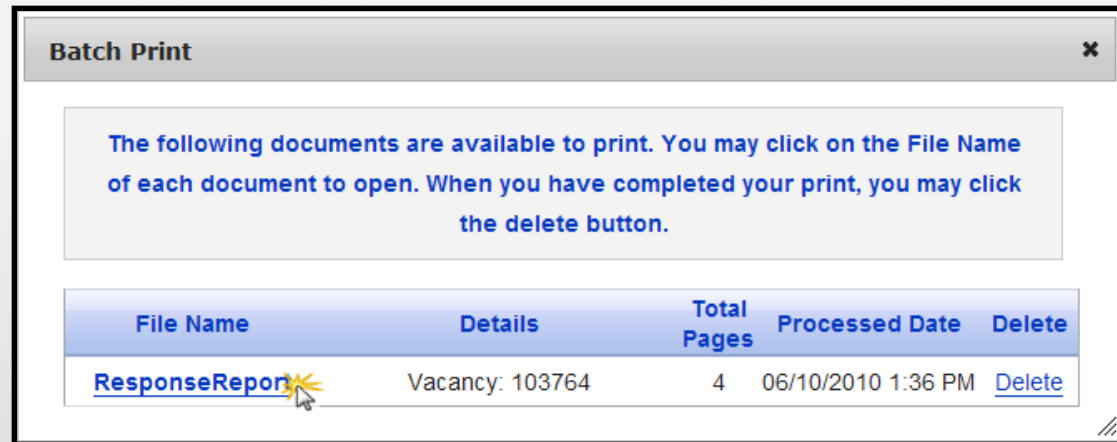 Batch Print
The following documents are available to print. You may click on the File Name
of each document to open. When you have completed your print, you may click
the delete button.
File Name Details Total Pages Processed Date Delete
ResponseReport Vacancy: 103764 4 06/10/2010 1:36 PM Delete